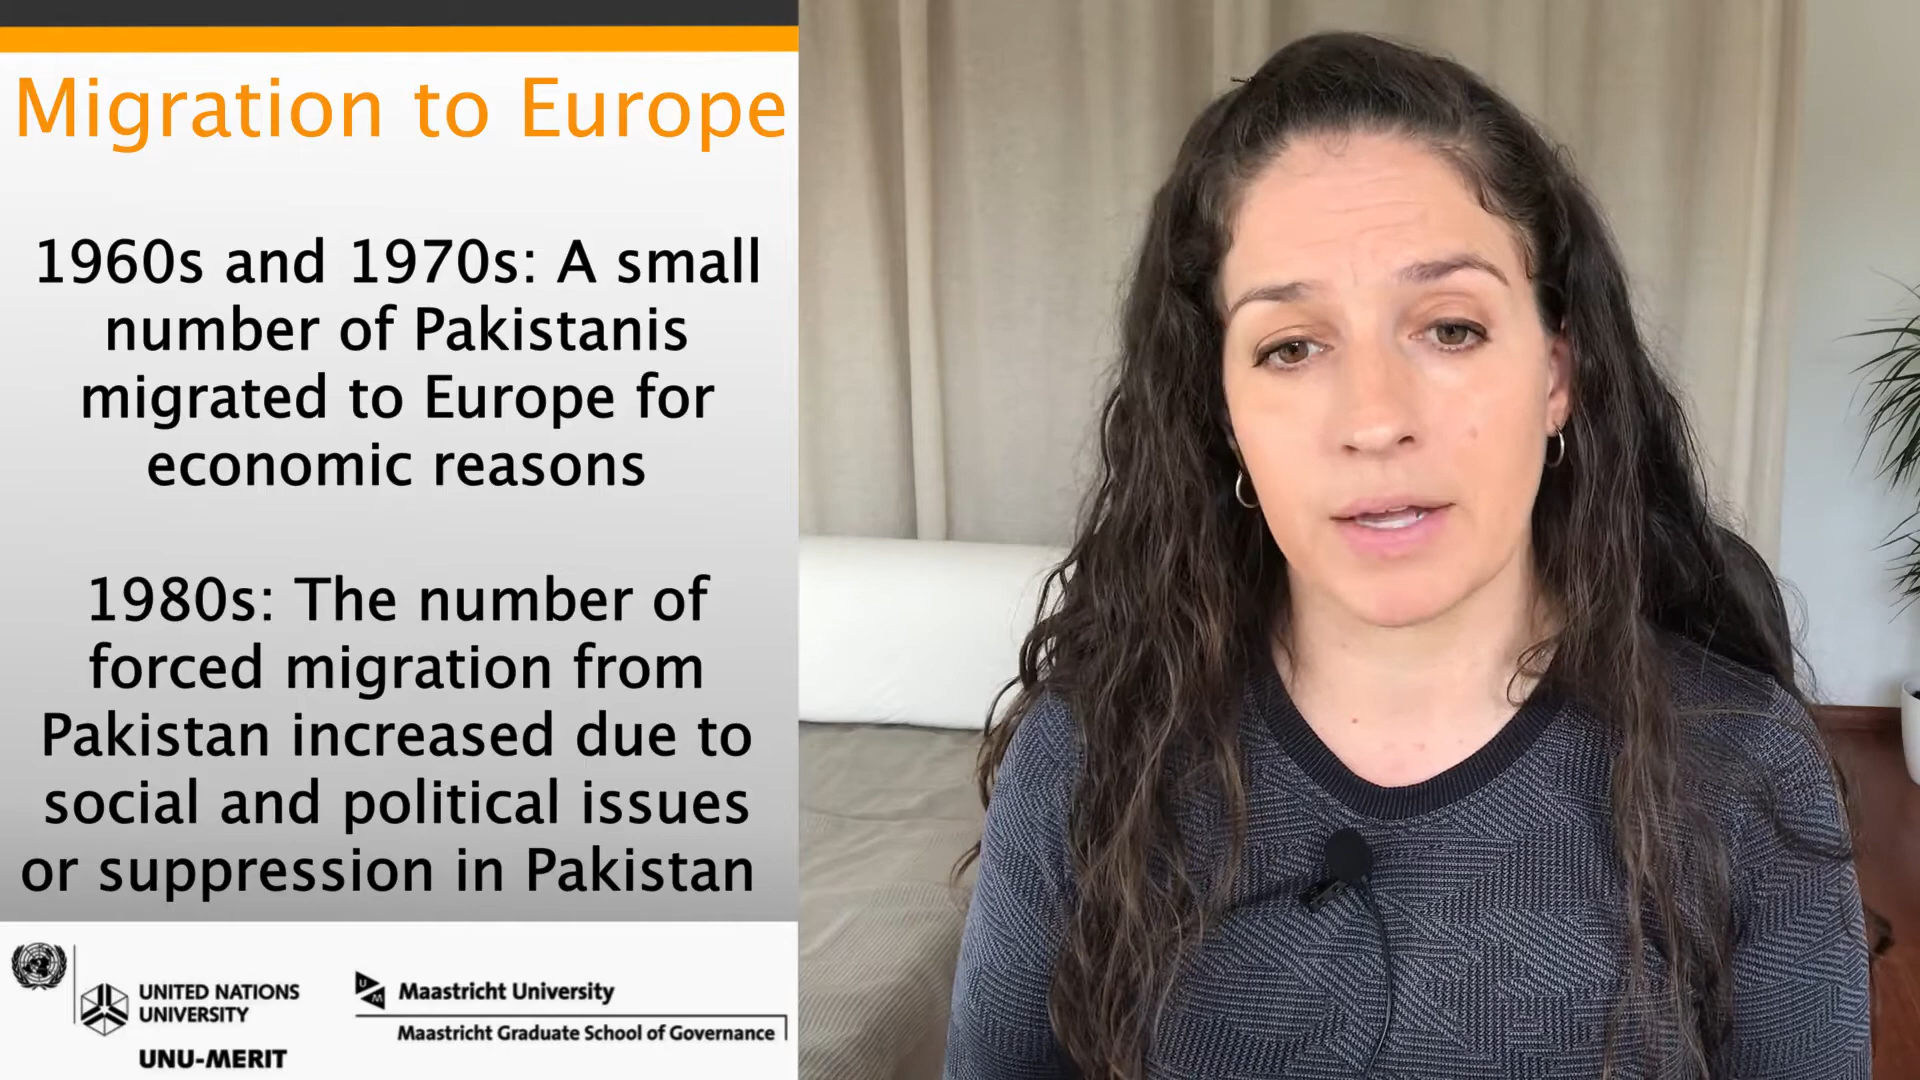 Migration to Europe
1960s and 1970s: A small
number of Pakistanis
migrated to Europe for
economic reasons
1980s: The number of
forced migration from
Pakistan increased due to
social and political issues
or suppression in Pakistan
UNITED NATIONS
UNIVERSITY
UNU-MERIT
UM
Maastricht University
Maastricht Graduate School of Governance